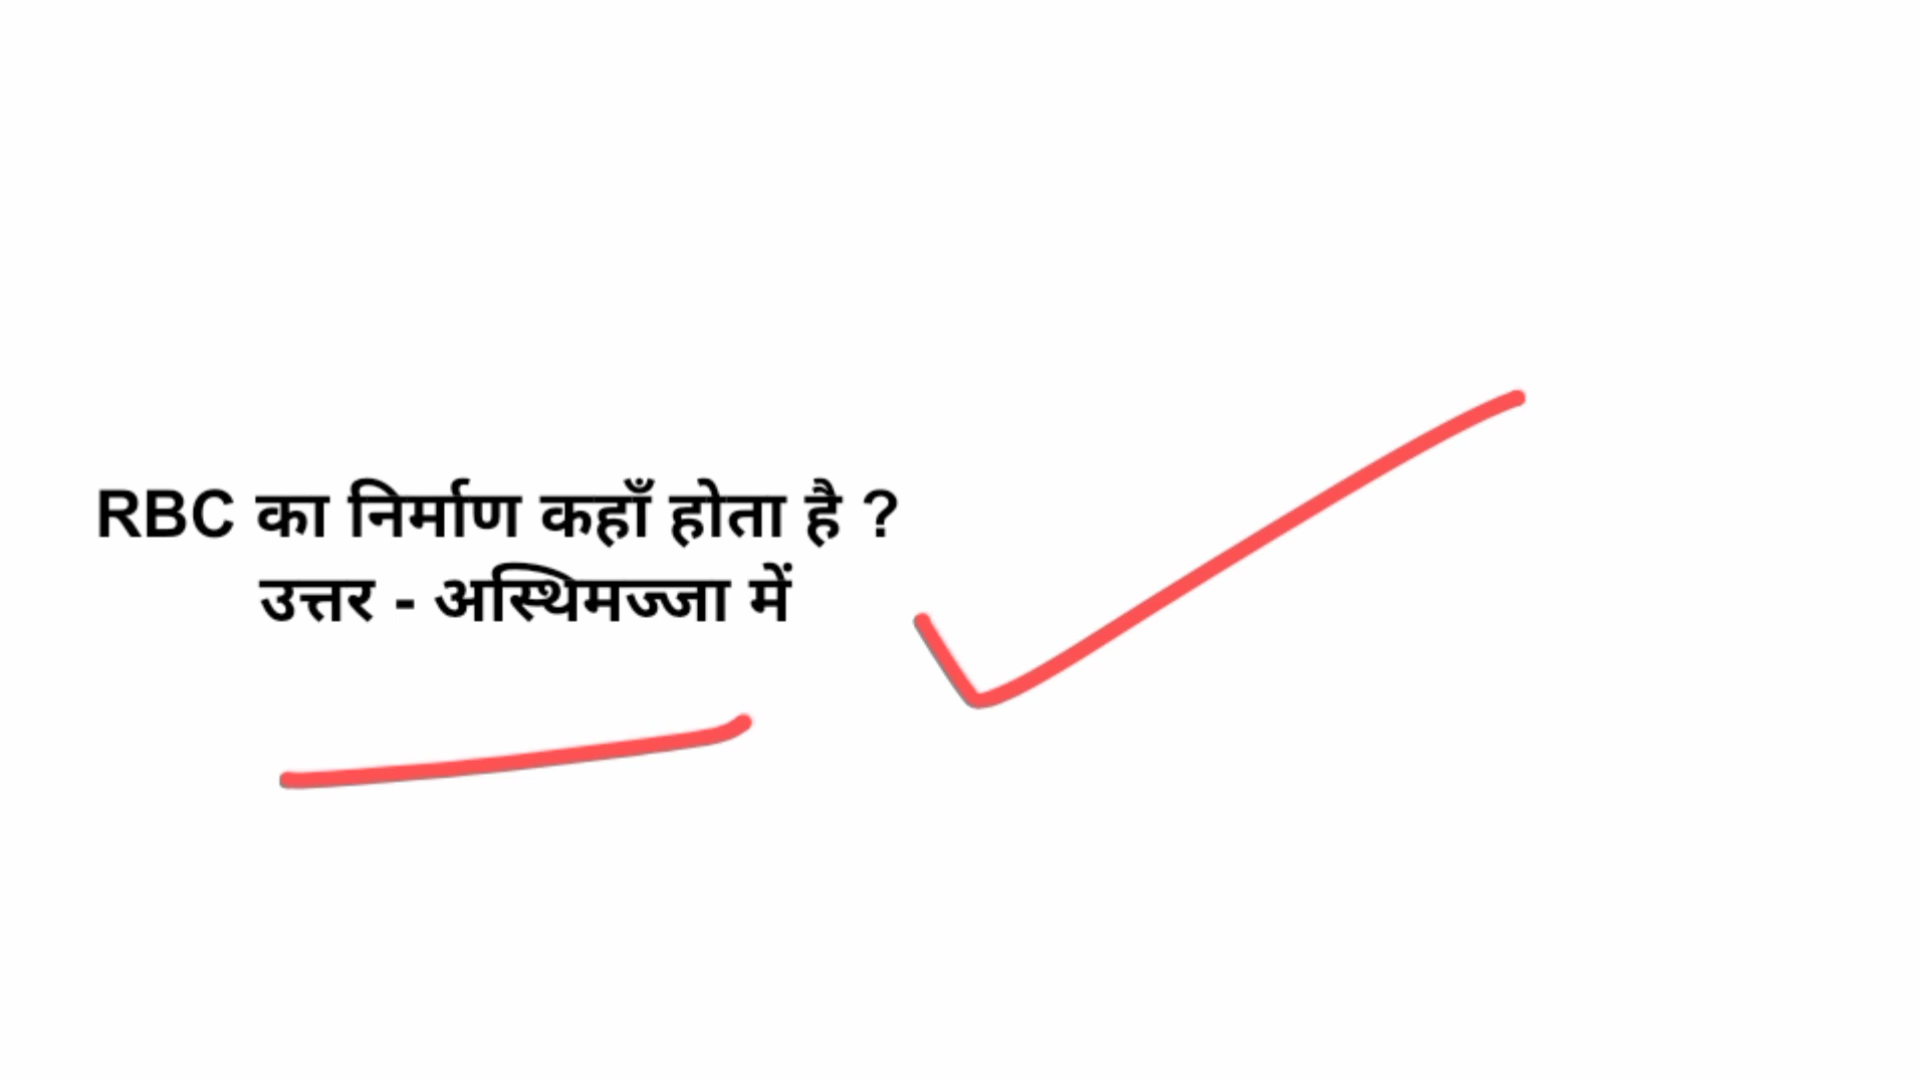 RBC का निर्माण कहाँ होता है ?
उत्तर - अस्थिमज्जा में